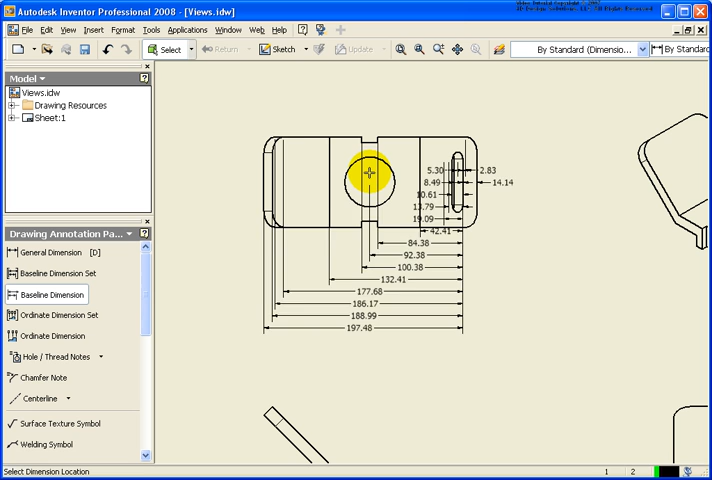 Autodesk Inventor Professional 2008 - [Views.idw]
File Edit View Insert Format Tools Application Window Web Help
Select Return Sketch Update By Standard (Dimensio... By Standard
Model
Views.idw
Drawing Resources
Sheet:1
Drawing Annotation Pa...
General Dimension [D]
Baseline Dimension Set
Baseline Dimension
Ordinate Dimension Set
Ordinate Dimension
Hole / Thread Notes
Chamfer Note
Centerline
Surface Texture Symbol
Welding Symbol
5.30 2.83
8.49 14.14
10.61
13.79
19.09
42.41
84.38
92.38
100.38
132.41
177.68
186.17
188.99
197.48
Select Dimension Location 1 2